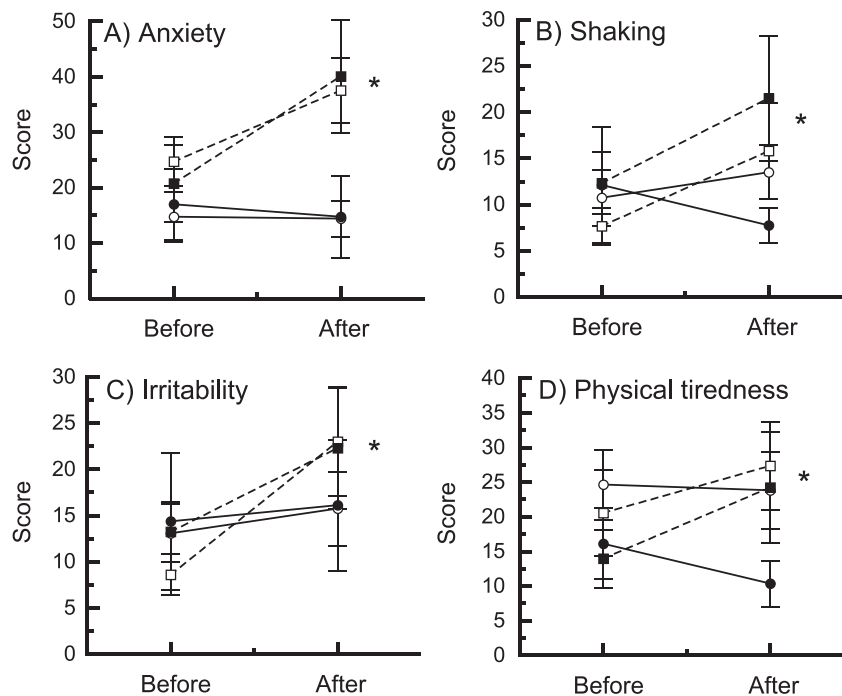 A) Anxiety
50
40
30
20
10
0
Score
Before
After
*
B) Shaking
30
25
20
15
10
5
0
Score
Before
After
*
C) Irritability
30
25
20
15
10
5
0
Score
Before
After
*
D) Physical tiredness
40
35
30
25
20
15
10
5
0
Score
Before
After
*